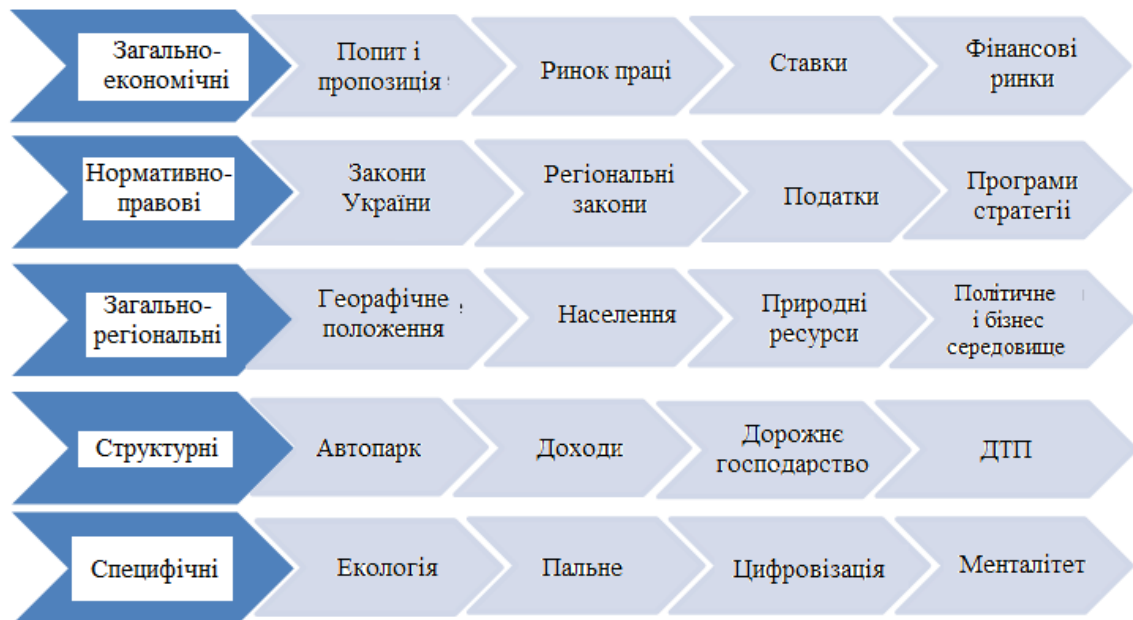 Загально-
економічні
Попит і
пропозиція
Ринок праці
Ставки
Фінансові
ринки
Нормативно-
правові
Закони
України
Регіональні
закони
Податки
Програми
стратегії
Загально-
регіональні
Георафічне
положення
Населення
Природні
ресурси
Політичне
і бізнес
середовище
Структурні
Автопарк
Доходи
Дорожнє
господарство
ДТП
Специфічні
Екологія
Пальне
Цифровізація
Менталітет